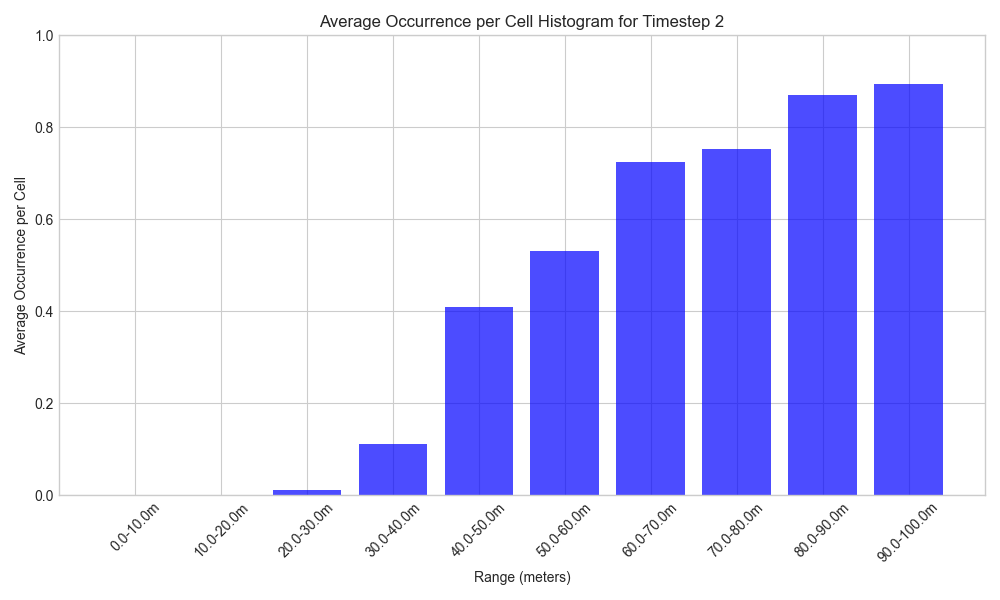 Average Occurrence per Cell Histogram for Timestep 2
1.0
0.8
0.6
0.4
0.2
0.0
Average Occurrence per Cell
0.0-10.0m
10.0-20.0m
20.0-30.0m
30.0-40.0m
40.0-50.0m
50.0-60.0m
60.0-70.0m
70.0-80.0m
80.0-90.0m
90.0-100.0m
Range (meters)